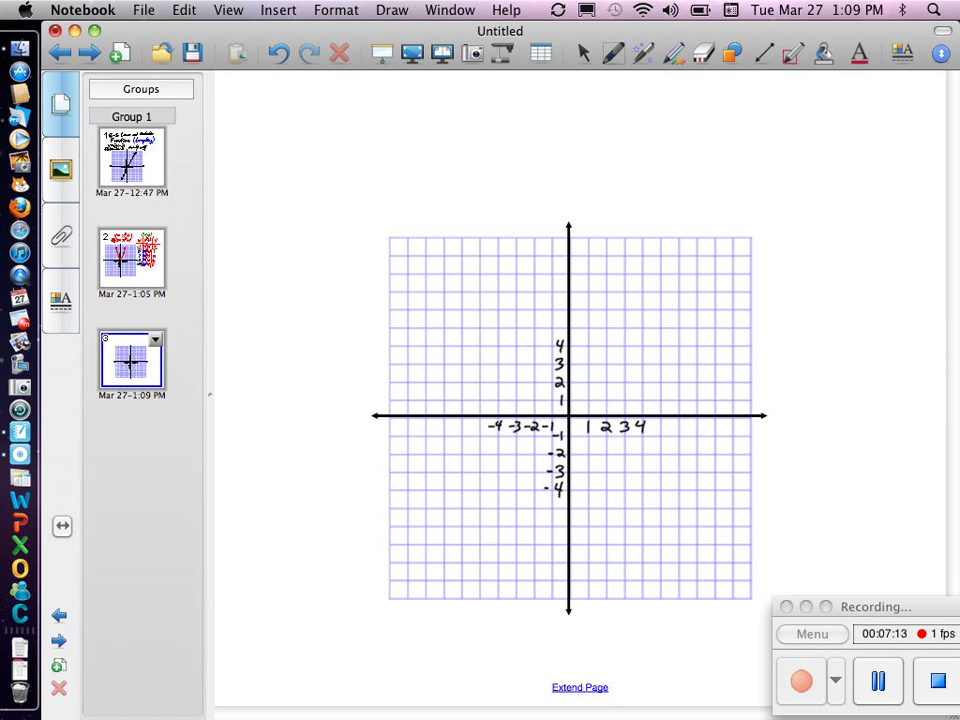 Notebook File Edit View Insert Format Draw Window Help Tue Mar 27 1:09 PM
Untitled
Groups
Group 1
1
Mar 27-12:47 PM
2
Mar 27-1:05 PM
3
Mar 27-1:09 PM
4
3
2
1
-4 -3 -2 -1 1 2 3 4
-1
-2
-3
-4
Extend Page
Recording...
Menu 00:07:13 1 fps